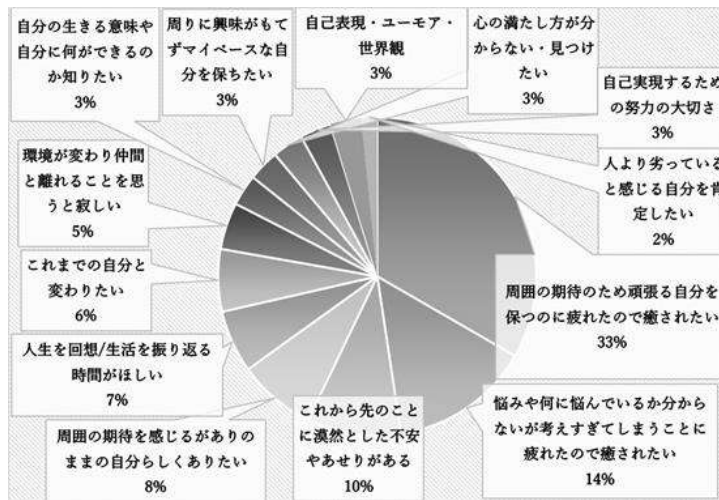 自分の生きる意味や
自分に何ができるの
か知りたい
3%
周りに興味がもて
ずマイペースな自
分を保ちたい
3%
自己表現・ユーモア・
世界観
3%
心の満たし方が分
からない・見つけ
たい
3%
自己実現するため
の努力の大切さ
3%
人より劣っている
と感じる自分を肯
定したい
2%
周囲の期待のため頑張る自分を
保つのに疲れたので癒されたい
33%
悩みや何に悩んでいるか分から
ないが考えすぎてしまうことに
疲れたので癒されたい
14%
これから先のこと
に漠然とした不安
やあせりがある
10%
周囲の期待を感じるがありの
ままの自分らしくありたい
8%
人生を回想/生活を振り返る
時間がほしい
7%
これまでの自分と
変わりたい
6%
環境が変わり仲間
と離れることを思
うと寂しい
5%